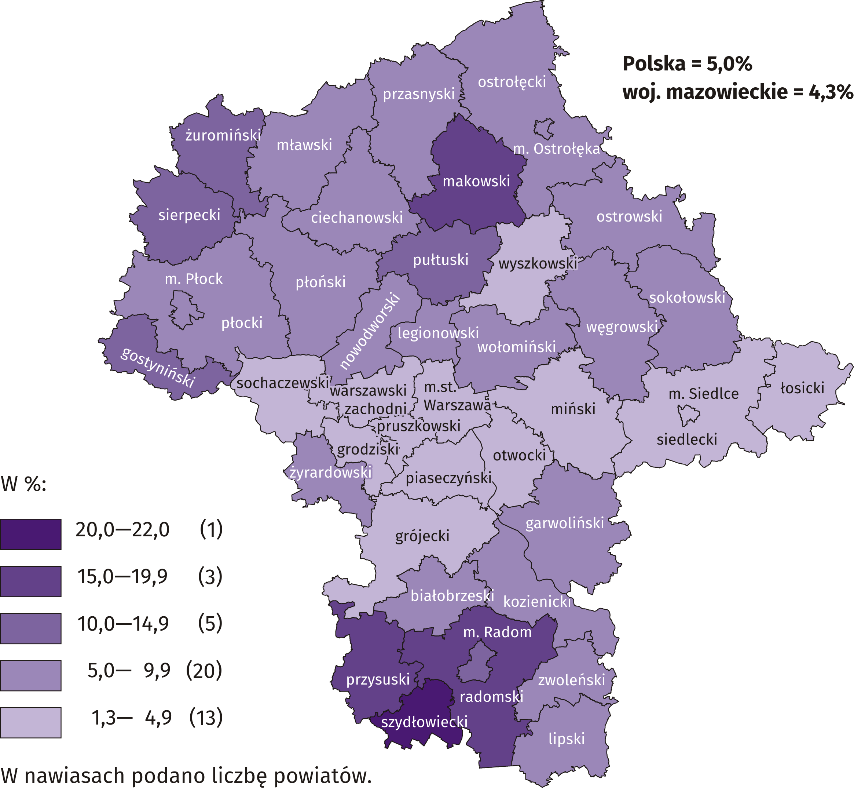 Polska = 5,0%
woj. mazowieckie = 4,3%
ostrołęcki
przasnyski
żuromiński
mławski
m. Ostrołęka
makowski
sierpecki
ciechanowski
ostrowski
pułtuski
wyszkowski
m. Płock
płoński
sokołowski
płocki
nowodworski
legionowski
węgrowski
wołomiński
gostyniński
sochaczewski
warszawski
zachodni
m.st.
Warszawa
miński
m. Siedlce
łosicki
pruszkowski
siedlecki
grodziski
otwocki
żyrardowski
piaseczyński
garwoliński
grójecki
białobrzeski
kozienicki
m. Radom
przysuski
zwoleński
radomski
szydłowiecki
lipski
W %:
20,0—22,0 (1)
15,0—19,9 (3)
10,0—14,9 (5)
5,0— 9,9 (20)
1,3— 4,9 (13)
W nawiasach podano liczbę powiatów.